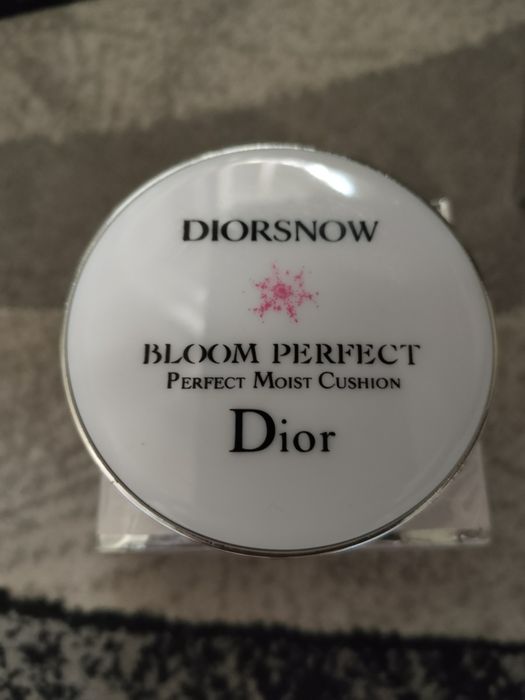 DIORSNOW
BLOOM PERFECT
PERFECT MOIST CUSHION
Dior